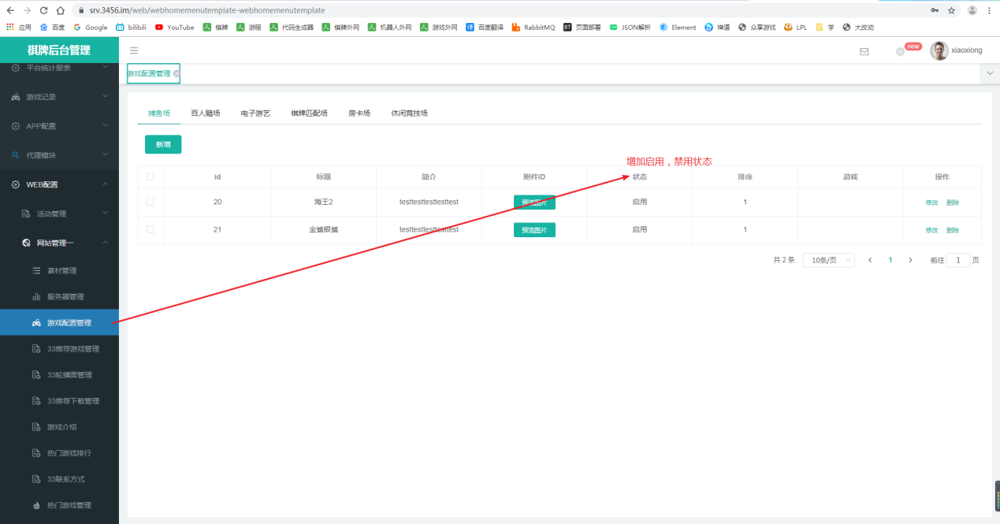 srv.3456.im/web/webhomemenutemplate-webhomemenutemplate
应用 百度 Google bilibili YouTube 棋牌 游服 代码生成器 棋牌外网 机器人外网 游戏外网 百度翻译 RabbitMQ 页面部署 JSON解析 Element 禅道 众享游戏 LPL 学 大改动
棋牌后台管理
new
xiaoxiong
平台统计报表
游戏配置管理
游戏记录
APP配置
代理模块
WEB配置
活动管理
网站管理一
素材管理
服务器管理
游戏配置管理
33推荐游戏管理
33轮播图管理
33推荐下载管理
游戏介绍
热门游戏排行
33联系方式
热门游戏管理
捕鱼场 百人赌场 电子游艺 棋牌匹配场 房卡场 休闲竞技场
新增
增加启用，禁用状态
id 标题 简介 附件ID 状态 排序 游戏 操作
20 海王2 testtesttesttesttest 预览图片 启用 1 修改 删除
21 金鲨银鲨 testtesttesttesttest 预览图片 启用 1 修改 删除
共 2 条 10条/页 1 前往 1 页